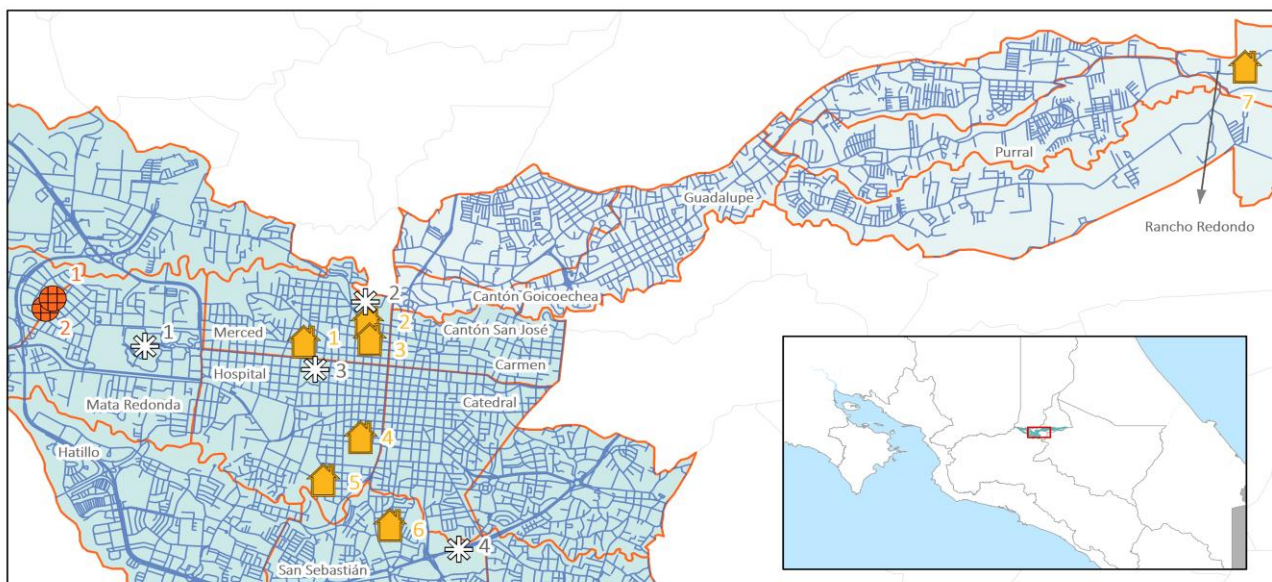 7
Purral
Guadalupe
Rancho Redondo
1
2
Cantón Goicoechea
2
Merced
1
2
Cantón San José
1
3
Hospital
3
Carmen
Mata Redonda
Catedral
Hatillo
4
5
6
4
San Sebastián